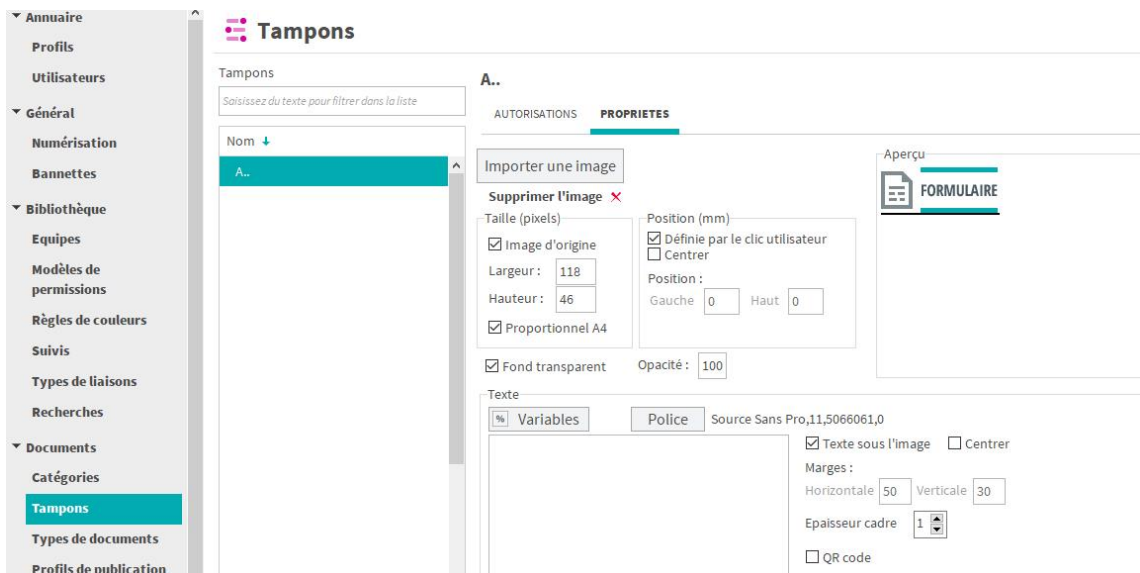 Annuaire
Profils
Utilisateurs
Général
Numérisation
Bannettes
Bibliothèque
Equipes
Modèles de
permissions
Règles de couleurs
Suivis
Types de liaisons
Recherches
Documents
Catégories
Tampons
Types de documents
Profils de publication
Tampons
Tampons
Saisissez du texte pour filtrer dans la liste
Nom
A..
A..
AUTORISATIONS PROPRIETES
Importer une image
Supprimer l'image
Taille (pixels)
Image d'origine
Largeur : 118
Hauteur : 46
Proportionnel A4
Position (mm)
Définie par le clic utilisateur
Centrer
Position :
Gauche 0 Haut 0
Aperçu
FORMULAIRE
Fond transparent Opacité : 100
Texte
% Variables Police Source Sans Pro,11,5066061,0
Texte sous l'image Centrer
Marges :
Horizontale 50 Verticale 30
Epaisseur cadre 1
QR code